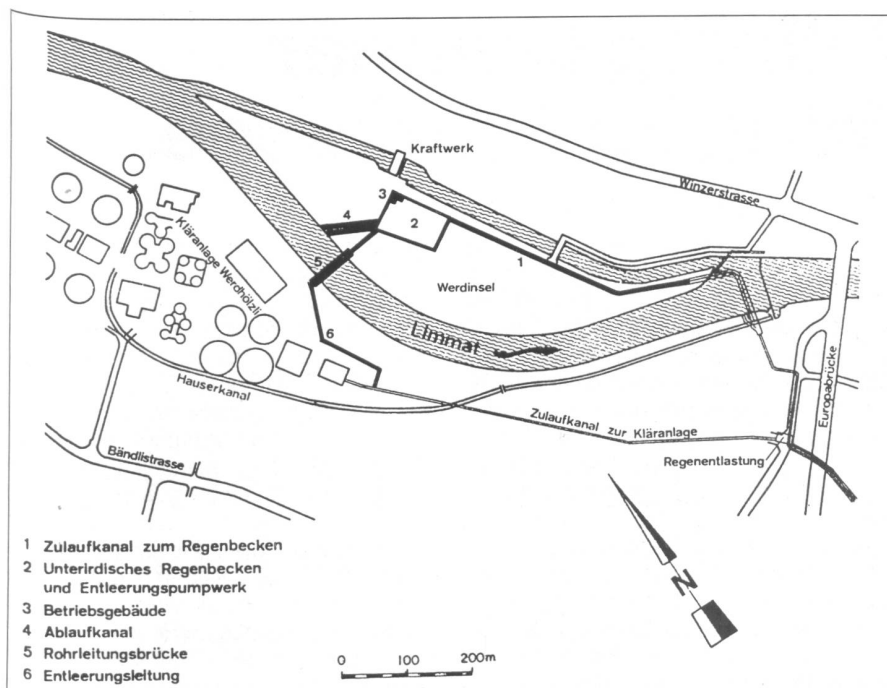 Kraftwerk
Winzerstrasse
3
4
2
5
1
Kläranlage Werdhölzli
Werdinsel
Limmat
6
Europabrücke
Hauserkanal
Zulaufkanal zur Kläranlage
Bändlistrasse
Regenentlastung
N
1 Zulaufkanal zum Regenbecken
2 Unterirdisches Regenbecken
und Entleerungspumpwerk
3 Betriebsgebäude
4 Ablaufkanal
5 Rohrleitungsbrücke
6 Entleerungsleitung
0 100 200m